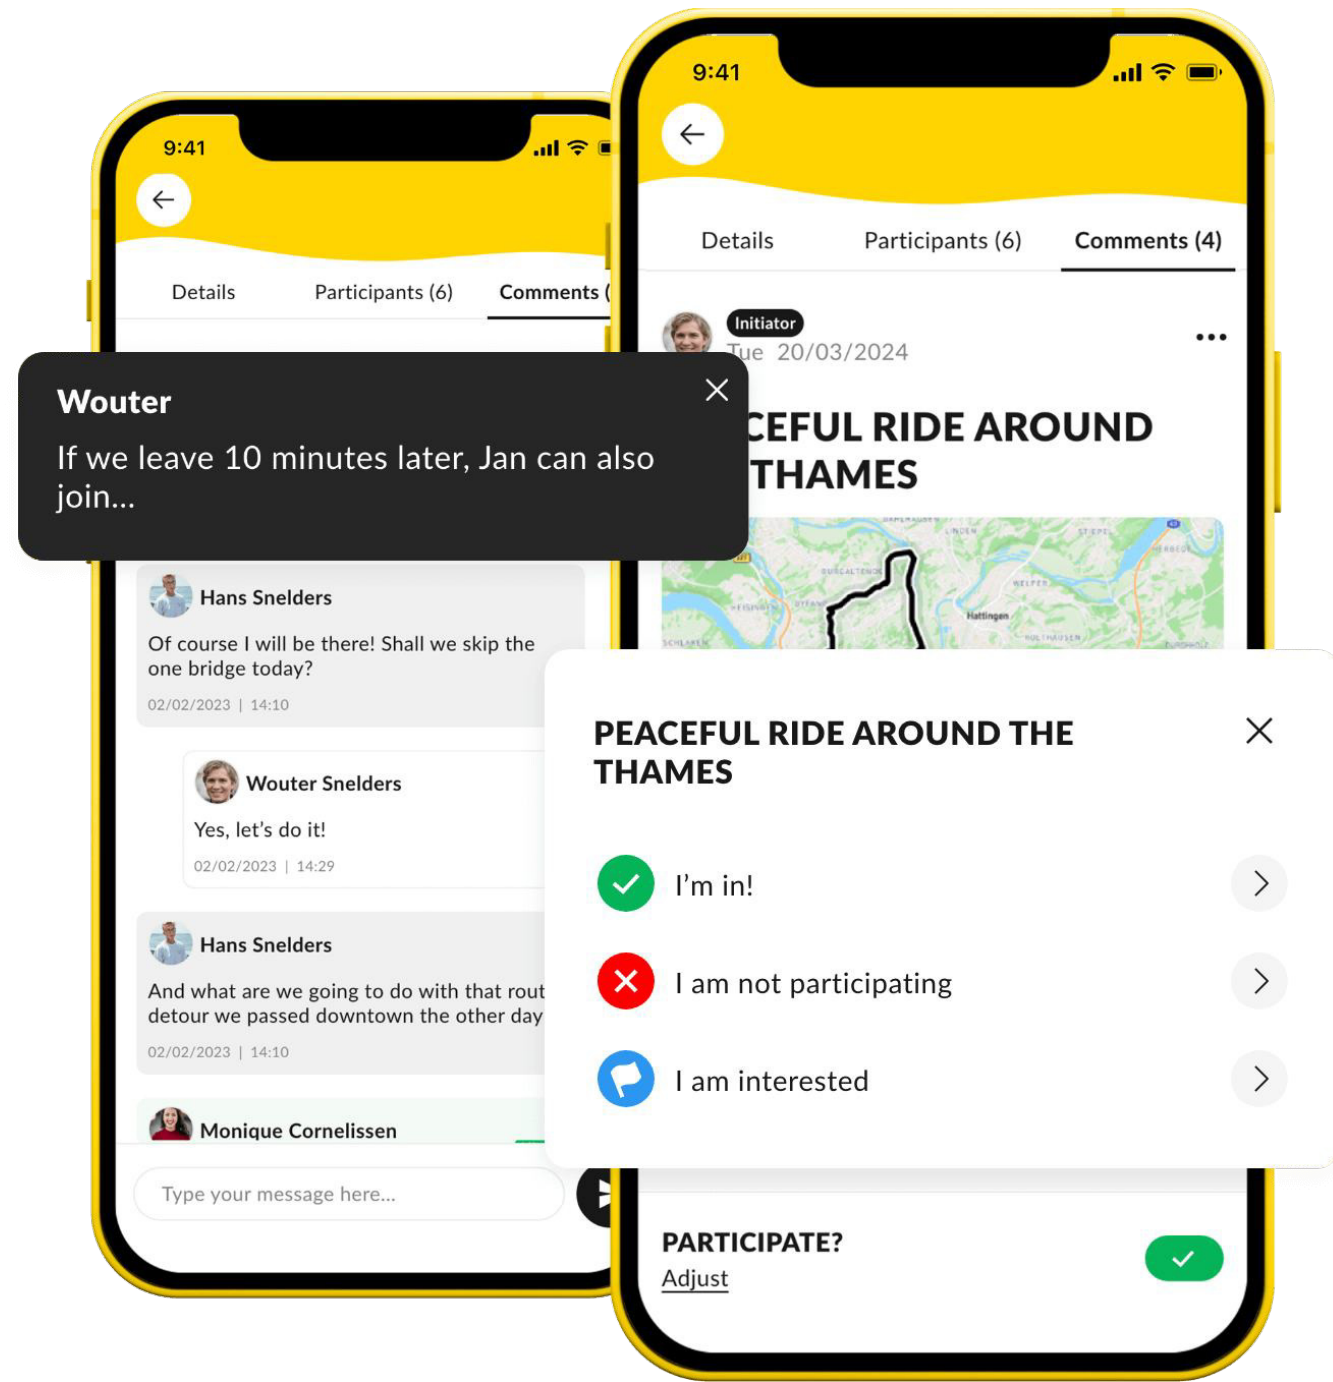 9:41
Details Participants (6) Comments (
Wouter
If we leave 10 minutes later, Jan can also
join...
Hans Snelders
Of course I will be there! Shall we skip the
one bridge today?
02/02/2023 | 14:10
Wouter Snelders
Yes, let's do it!
02/02/2023 | 14:29
Hans Snelders
And what are we going to do with that rout
detour we passed downtown the other day
02/02/2023 | 14:10
Monique Cornelissen
Type your message here...
9:41
Details Participants (6) Comments (4)
Initiator
Tue 20/03/2024
CEFUL RIDE AROUND
THAMES
LINDEN
STIEPEL
WELPER
Hattingen
HOLTHAUSEN
PEACEFUL RIDE AROUND THE
THAMES
I'm in!
I am not participating
I am interested
PARTICIPATE?
Adjust